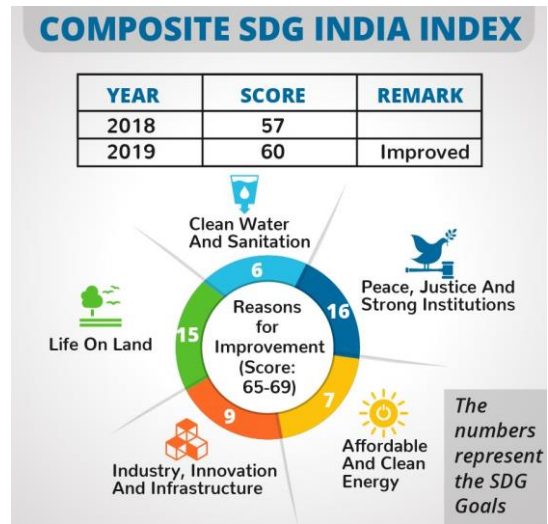 COMPOSITE SDG INDIA INDEX
YEAR SCORE REMARK
2018 57
2019 60 Improved
Clean Water
And Sanitation
6
Peace, Justice And
Strong Institutions
16
Life On Land
15
Reasons
for
Improvement
(Score:
65-69)
7
Affordable
And Clean
Energy
9
Industry, Innovation
And Infrastructure
The
numbers
represent
the SDG
Goals